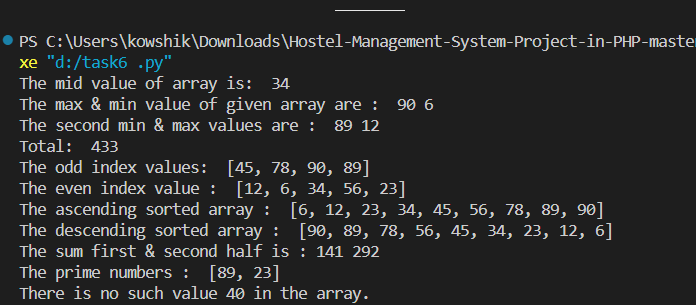 PS C:\Users\kowshik\Downloads\Hostel-Management-System-Project-in-PHP-master
xe "d:/task6 .py"
The mid value of array is:  34
The max & min value of given array are :  90 6
The second min & max values are :  89 12
Total:  433
The odd index values:  [45, 78, 90, 89]
The even index value :  [12, 6, 34, 56, 23]
The ascending sorted array :  [6, 12, 23, 34, 45, 56, 78, 89, 90]
The descending sorted array :  [90, 89, 78, 56, 45, 34, 23, 12, 6]
The sum first & second half is : 141 292
The prime numbers :  [89, 23]
There is no such value 40 in the array.